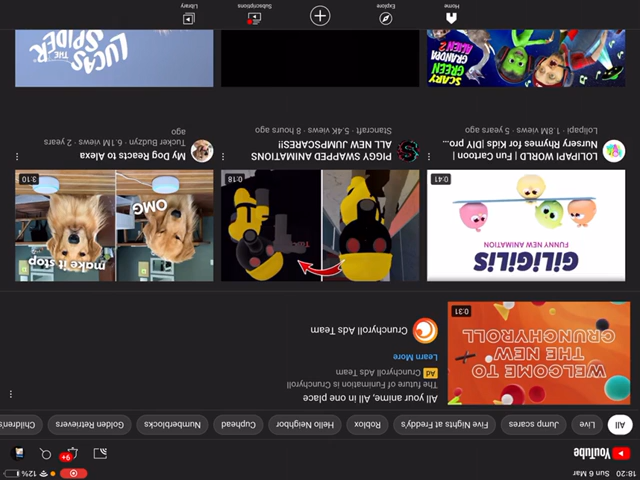 18:20 Sun 6 Mar
12%
YouTube
9+
All
Live
Jump scares
Five Nights at Freddy's
Roblox
Hello Neighbor
Cuphead
Numberblocks
Golden Retrievers
Children's
WELCOME TO
THE NEW
CRUNCHYROLL
0:31
All your anime, All in one place
The future of Funimation is Crunchyroll
Ad Crunchyroll Ads Team
Learn More
Crunchyroll Ads Team
GiLiGiLiS
FUNNY NEW ANIMATION
0:41
LOLIPAPI WORLD | Fun Cartoon |
Nursery Rhymes for Kids |DIY pro...
Lolipapi · 1.8M views · 5 years ago
0:18
PIGGY SWAPPED ANIMATIONS
ALL NEW JUMPSCARES!!
Stancraft · 5.4K views · 8 hours ago
OMG
make it stop
3:10
My Dog Reacts to Alexa
Tucker Budzyn · 6.1M views · 2 years
ago
SCARY
GREEN
GRANDPA
ALIEN 2
LUCAS
THE
SPIDER
Home
Explore
Subscriptions
Library